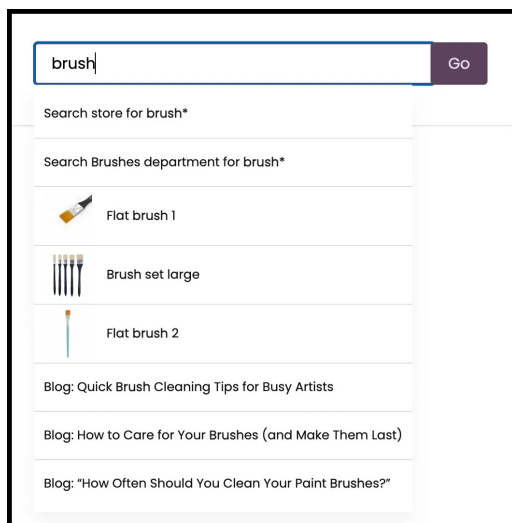 brush
Go
Search store for brush*
Search Brushes department for brush*
Flat brush 1
Brush set large
Flat brush 2
Blog: Quick Brush Cleaning Tips for Busy Artists
Blog: How to Care for Your Brushes (and Make Them Last)
Blog: “How Often Should You Clean Your Paint Brushes?”